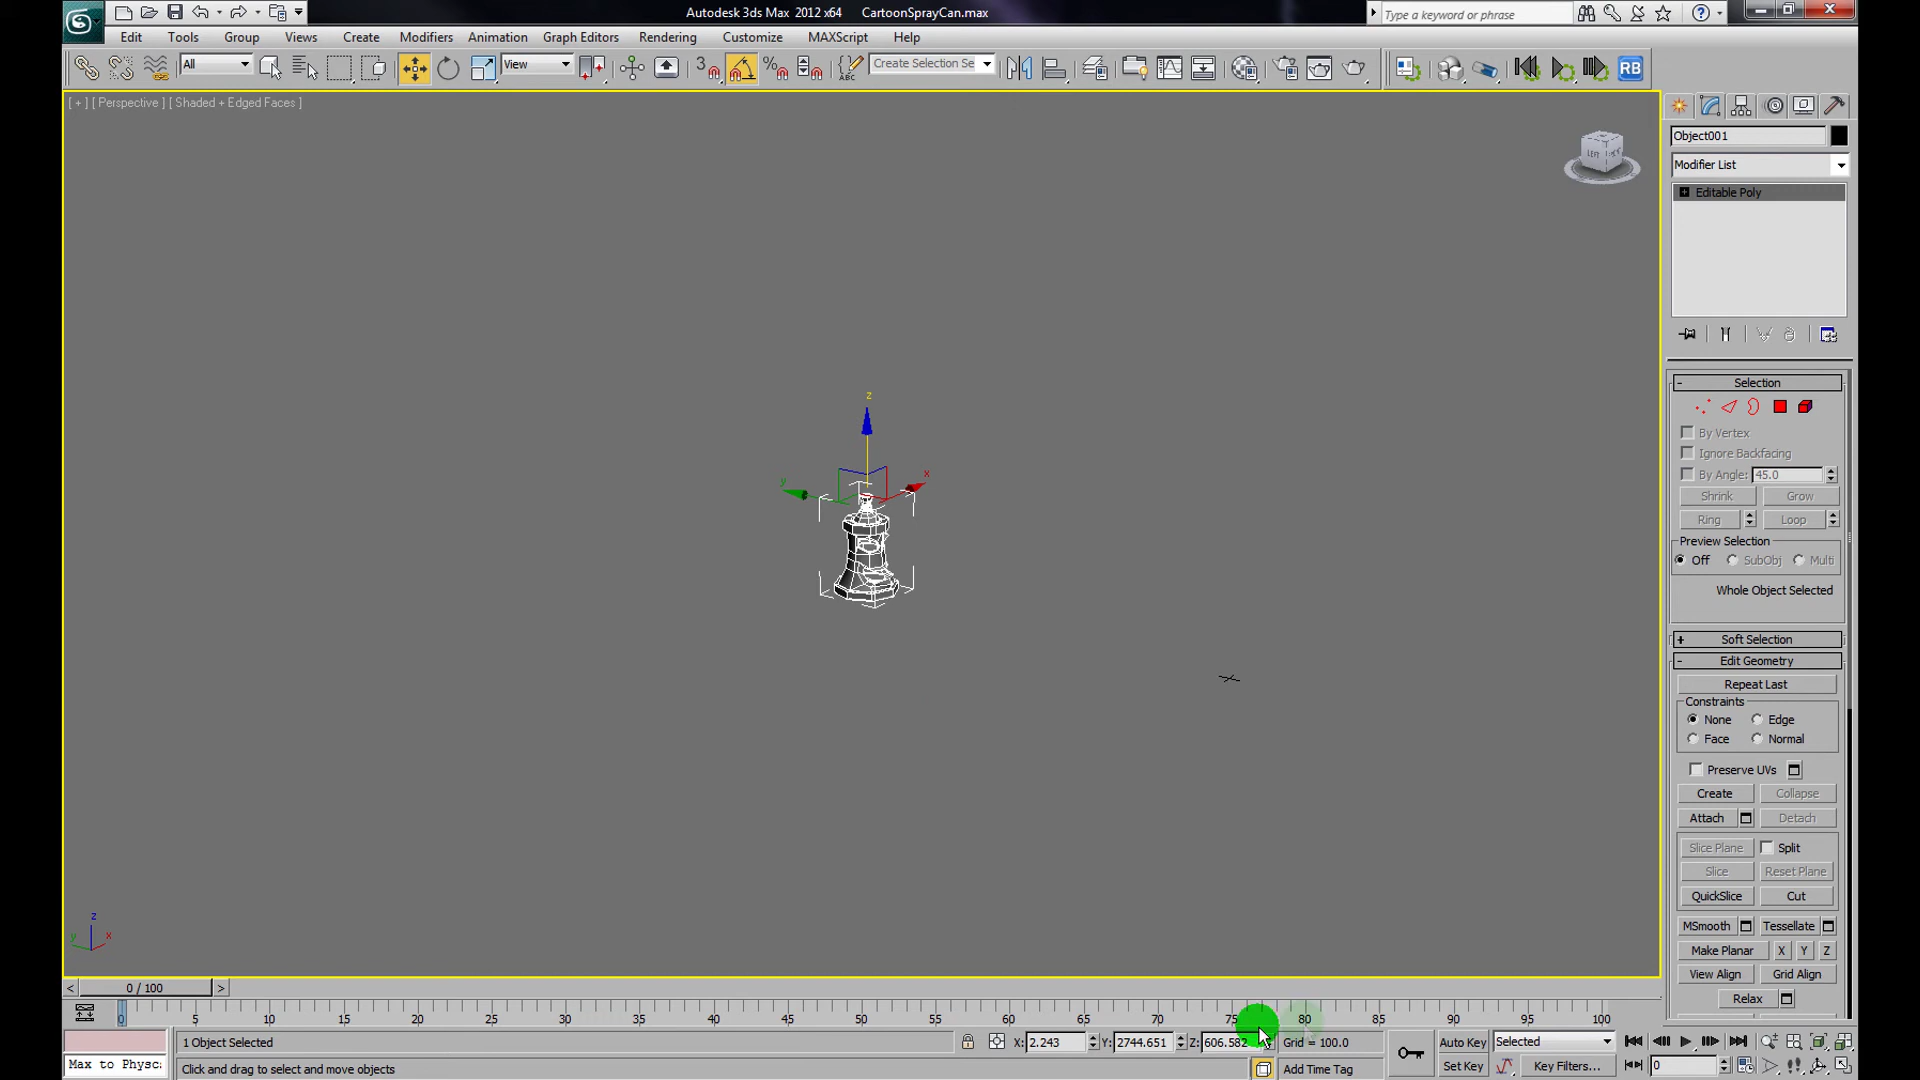 Autodesk 3ds Max 2012 x64 CartoonSprayCan.max
Type a keyword or phrase
Edit Tools Group Views Create Modifiers Animation Graph Editors Rendering Customize MAXScript Help
All View 3 % ABC Create Selection Se RB
[ + ] [ Perspective ] [ Shaded + Edged Faces ]
LEFT
Object001
Modifier List
Editable Poly
Selection
By Vertex
Ignore Backfacing
By Angle: 45.0
Shrink Grow
Ring Loop
Preview Selection
Off SubObj Multi
Whole Object Selected
Soft Selection
Edit Geometry
Repeat Last
Constraints
None Edge
Face Normal
Preserve UVs
Create Collapse
Attach Detach
Slice Plane Split
Slice Reset Plane
QuickSlice Cut
MSmooth Tessellate
Make Planar X Y Z
View Align Grid Align
Relax
z
y
x
z
y
x
< 0 / 100 >
0 5 10 15 20 25 30 35 40 45 50 55 60 65 70 75 80 85 90 95 100
1 Object Selected X: 2.243 Y: 2744.651 Z: 606.582 Grid = 100.0 Auto Key Selected
Max to Physc: Click and drag to select and move objects Add Time Tag Set Key Key Filters... 0